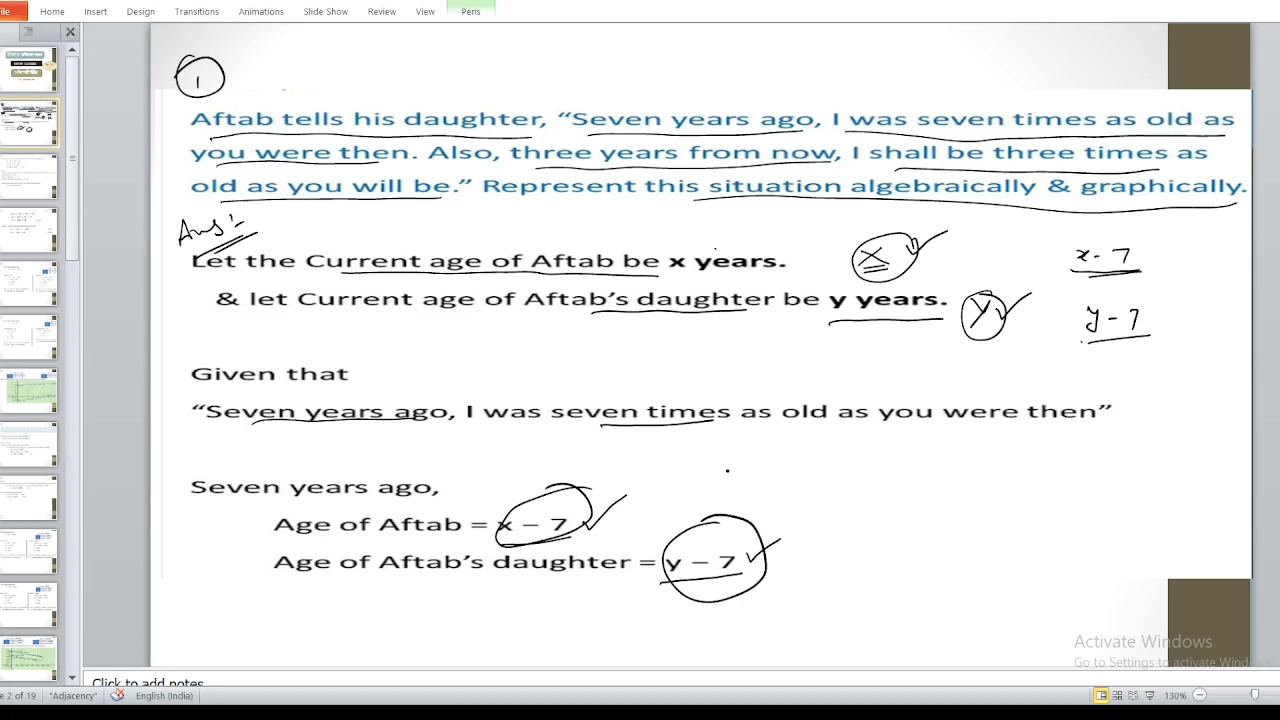 File Home Insert Design Transitions Animations Slide Show Review View Pens
1
Aftab tells his daughter, “Seven years ago, I was seven times as old as
you were then. Also, three years from now, I shall be three times as
old as you will be.” Represent this situation algebraically & graphically.
Ans:
Let the Current age of Aftab be x years.
x
x - 7
& let Current age of Aftab’s daughter be y years.
y
y - 7
Given that
“Seven years ago, I was seven times as old as you were then”
Seven years ago,
Age of Aftab = x – 7
Age of Aftab’s daughter = y – 7
Activate Windows
Go to Settings to activate Windows.
Click to add notes
e 2 of 19 "Adjacency" English (India) 130%